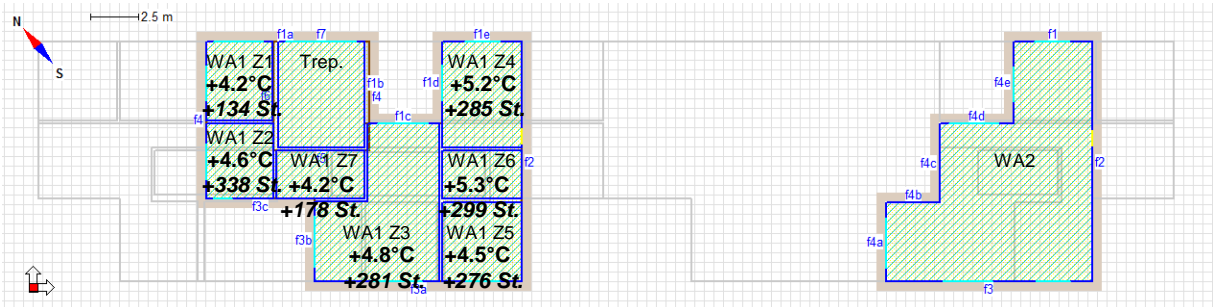 N
2.5 m
S
f1a
f7
f1e
f1
WA1 Z1
+4.2°C
+134 St.
f6
Trep.
f1b
f4
f1d
WA1 Z4
+5.2°C
+285 St.
f4e
f4
f1c
f4d
WA1 Z2
+4.6°C
+338 St.
f5
WA1 Z7
+4.2°C
+178 St.
WA1 Z6
+5.3°C
+299 St.
f2
f4c
WA2
f2
f3c
f4b
f3b
WA1 Z3
+4.8°C
+281 St.
f3a
WA1 Z5
+4.5°C
+276 St.
f4a
f3